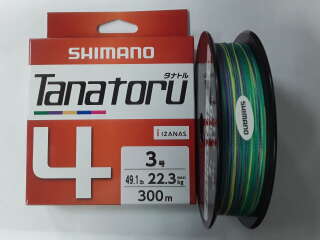 SHIMANO
タナトル
Tanatoru
IZANAS
4
3号
49.1lb 22.3kg
300m
SHIMANO